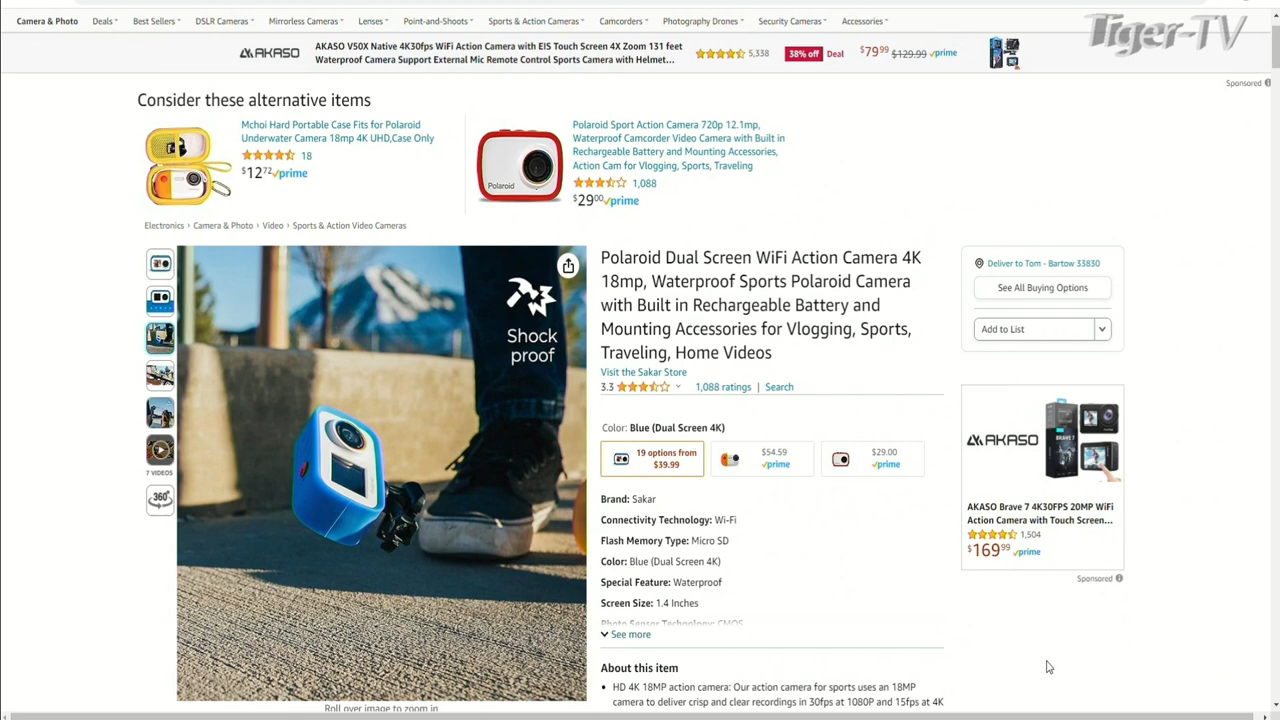 Camera & Photo
Deals
Best Sellers
DSLR Cameras
Mirrorless Cameras
Lenses
Point-and-Shoots
Sports & Action Cameras
Camcorders
Photography Drones
Security Cameras
Accessories
Tiger-TV
AKASO
AKASO V50X Native 4K30fps WiFi Action Camera with EIS Touch Screen 4X Zoom 131 feet
Waterproof Camera Support External Mic Remote Control Sports Camera with Helmet...
5,338
38% off Deal
$79.99 $129.99 prime
Sponsored
Consider these alternative items
Mchoi Hard Portable Case Fits for Polaroid
Underwater Camera 18mp 4K UHD,Case Only
18
$12.72 prime
Polaroid
Polaroid Sport Action Camera 720p 12.1mp,
Waterproof Camcorder Video Camera with Built in
Rechargeable Battery and Mounting Accessories,
Action Cam for Vlogging, Sports, Traveling
1,088
$29.00 prime
Electronics › Camera & Photo › Video › Sports & Action Video Cameras
7 VIDEOS
360°
Shock
proof
Roll over image to zoom in
Polaroid Dual Screen WiFi Action Camera 4K
18mp, Waterproof Sports Polaroid Camera
with Built in Rechargeable Battery and
Mounting Accessories for Vlogging, Sports,
Traveling, Home Videos
Visit the Sakar Store
3.3 1,088 ratings | Search
Color: Blue (Dual Screen 4K)
19 options from
$39.99
$54.59
prime
$29.00
prime
Brand: Sakar
Connectivity Technology: Wi-Fi
Flash Memory Type: Micro SD
Color: Blue (Dual Screen 4K)
Special Feature: Waterproof
Screen Size: 1.4 Inches
Photo Sensor Technology: CMOS
See more
About this item
• HD 4K 18MP action camera: Our action camera for sports uses an 18MP
camera to deliver crisp and clear recordings in 30fps at 1080P and 15fps at 4K
Deliver to Tom - Bartow 33830
See All Buying Options
Add to List
AKASO
AKASO Brave 7 4K30FPS 20MP WiFi
Action Camera with Touch Screen...
1,504
$169.99 prime
Sponsored